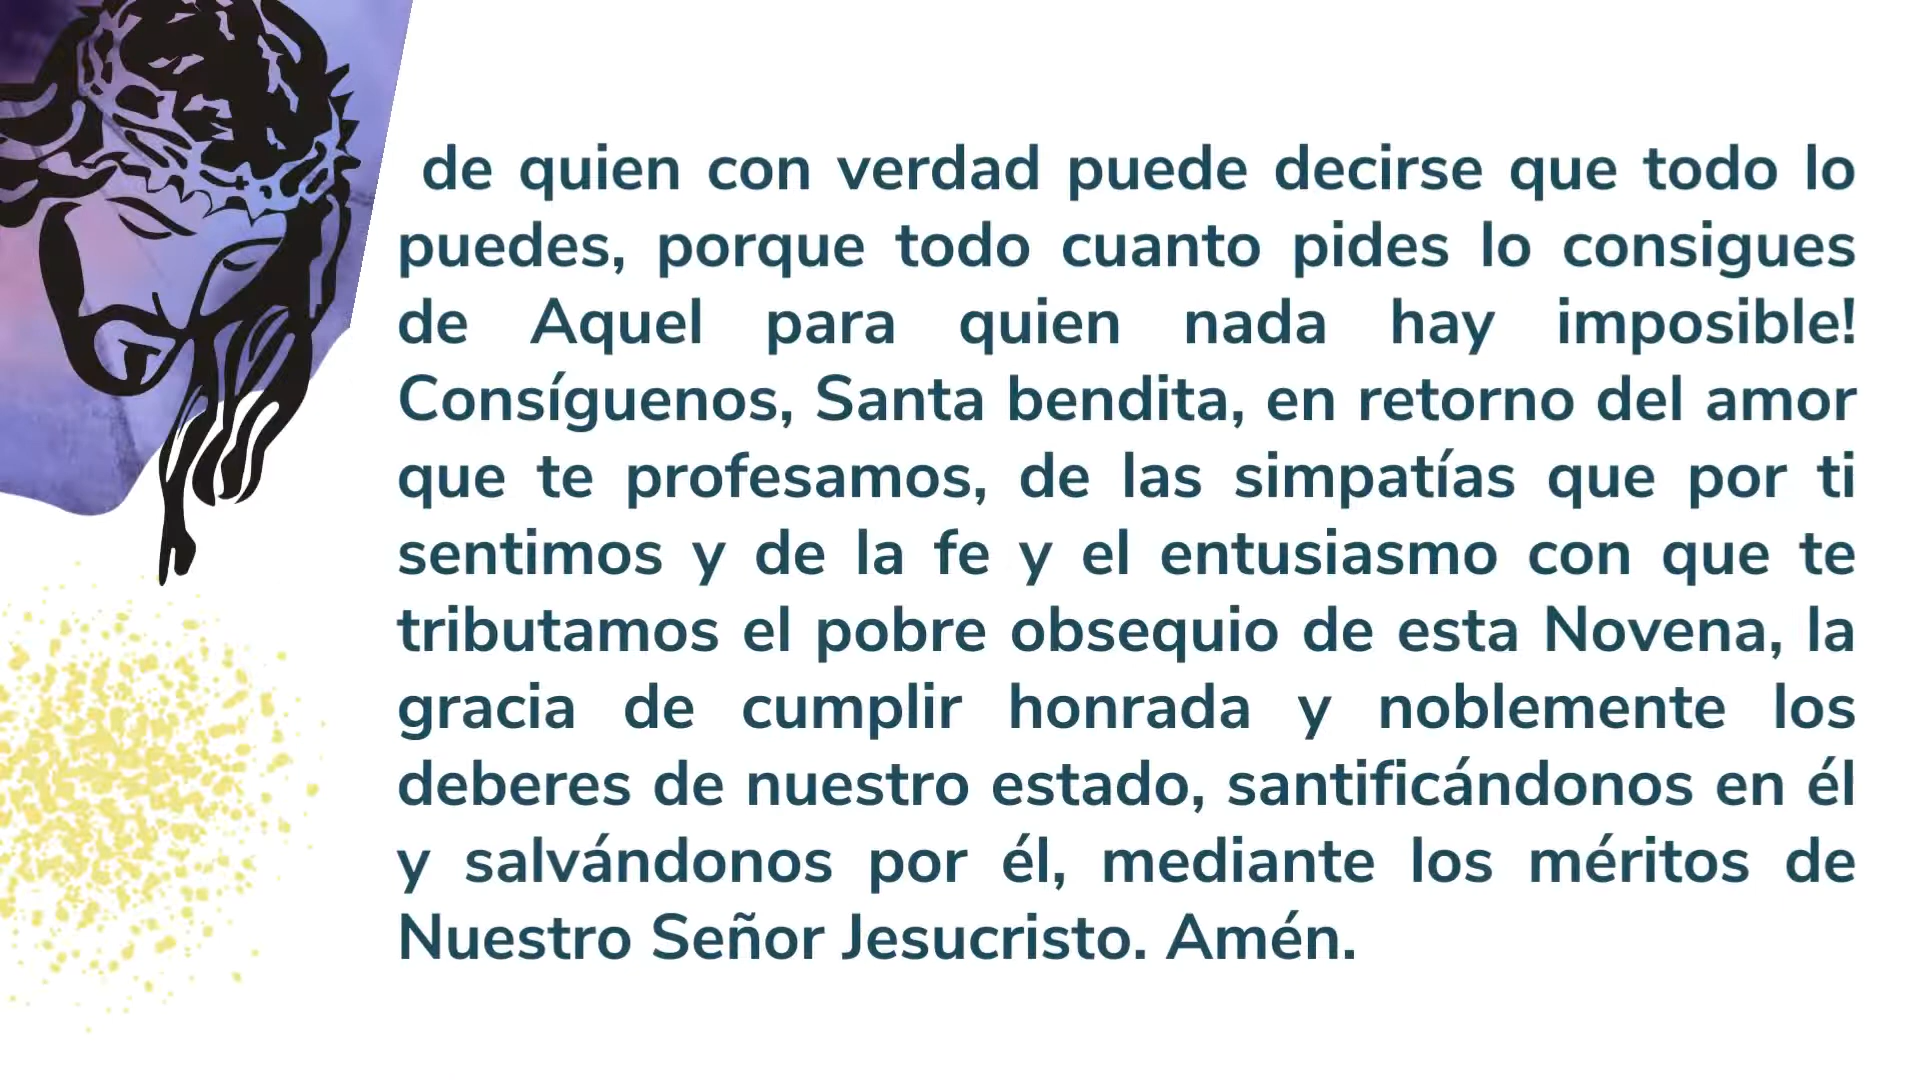 de quien con verdad puede decirse que todo lo
puedes, porque todo cuanto pides lo consigues
de Aquel para quien nada hay imposible!
Consíguenos, Santa bendita, en retorno del amor
que te profesamos, de las simpatías que por ti
sentimos y de la fe y el entusiasmo con que te
tributamos el pobre obsequio de esta Novena, la
gracia de cumplir honrada y noblemente los
deberes de nuestro estado, santificándonos en él
y salvándonos por él, mediante los méritos de
Nuestro Señor Jesucristo. Amén.